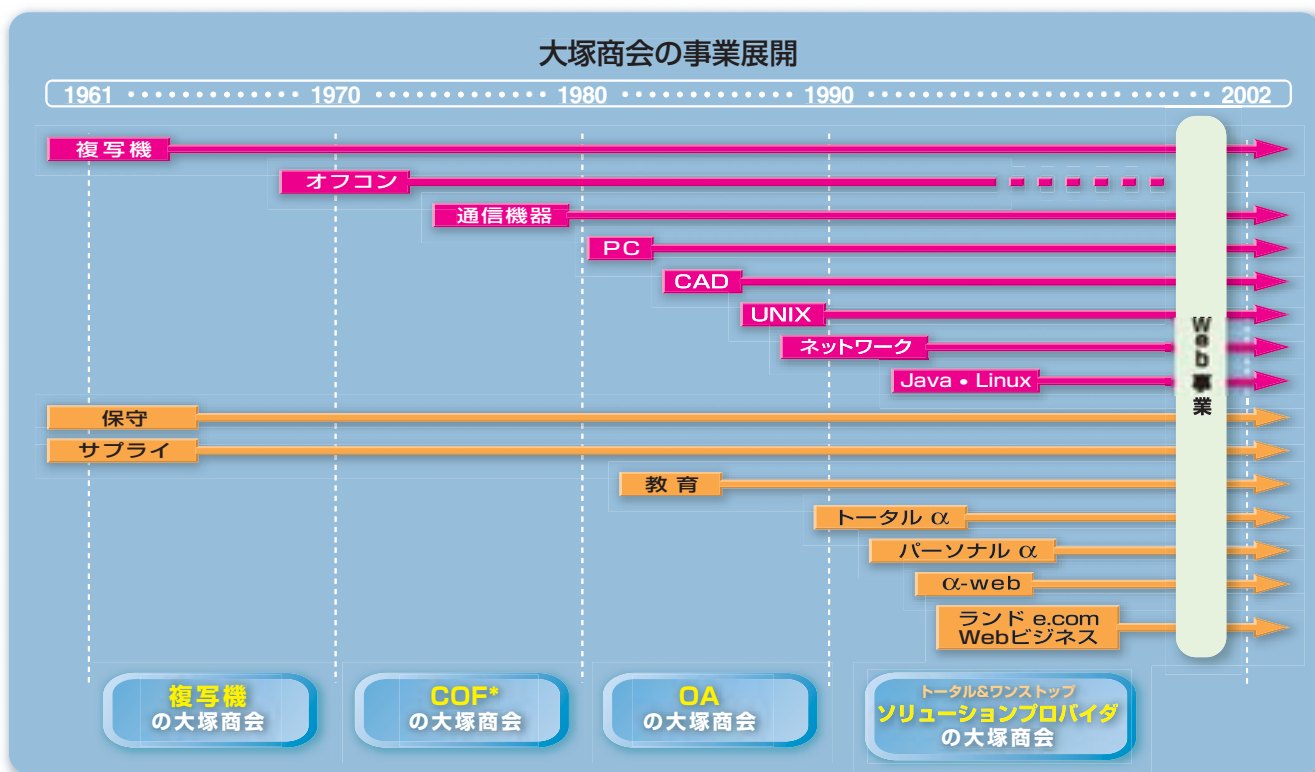 大塚商会の事業展開
1961 1970 1980 1990 2002
複写機
オフコン
通信機器
PC
CAD
UNIX
ネットワーク
Java・Linux
Web事業
保守
サプライ
教育
トータル α
パーソナル α
α-web
ランド e.com
Webビジネス
複写機
の大塚商会
COF*
の大塚商会
OA
の大塚商会
トータル&ワンストップ
ソリューションプロバイダ
の大塚商会